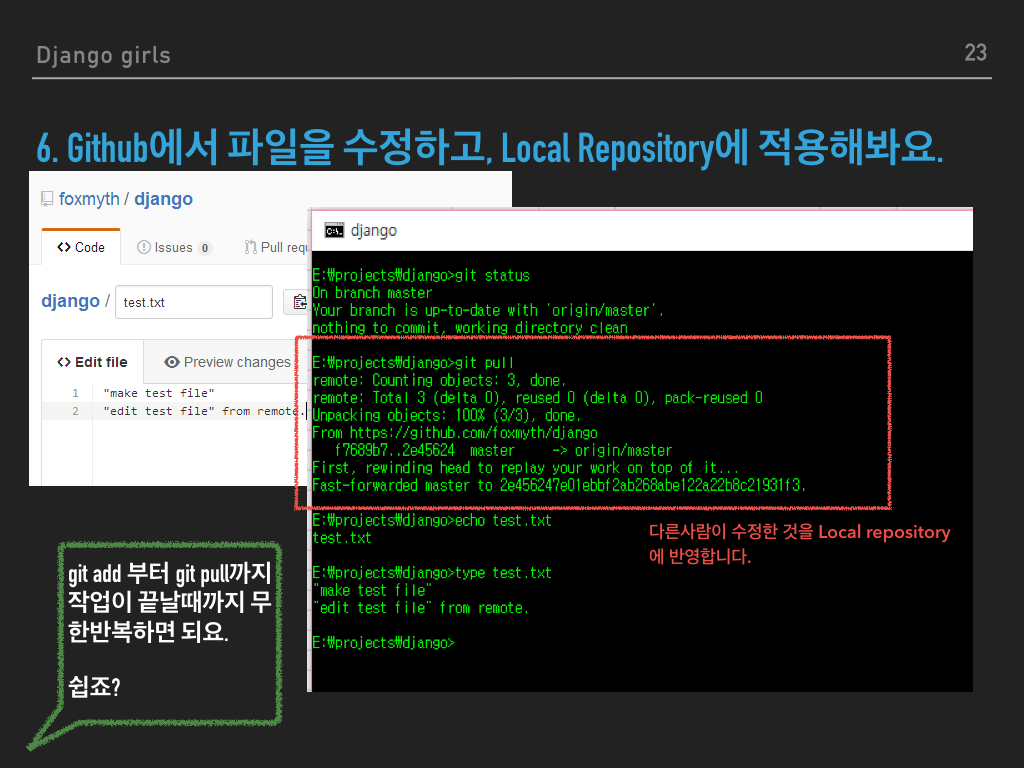 Django girls
23
6. Github에서 파일을 수정하고, Local Repository에 적용해봐요.
foxmyth / django
<> Code
Issues 0
Pull requ
django / test.txt
<> Edit file
Preview changes
1 "make test file"
2 "edit test file" from remote.
django
E:\projects\django>git status
On branch master
Your branch is up-to-date with 'origin/master'.
nothing to commit, working directory clean
E:\projects\django>git pull
remote: Counting objects: 3, done.
remote: Total 3 (delta 0), reused 0 (delta 0), pack-reused 0
Unpacking objects: 100% (3/3), done.
From https://github.com/foxmyth/django
f7689b7..2e45624 master -> origin/master
First, rewinding head to replay your work on top of it...
Fast-forwarded master to 2e456247e01ebbf2ab268abe122a22b8c21931f3.
E:\projects\django>echo test.txt
test.txt
E:\projects\django>type test.txt
"make test file"
"edit test file" from remote.
E:\projects\django>
다른사람이 수정한 것을 Local repository
에 반영합니다.
git add 부터 git pull까지
작업이 끝날때까지 무
한반복하면 되요.
쉽죠?